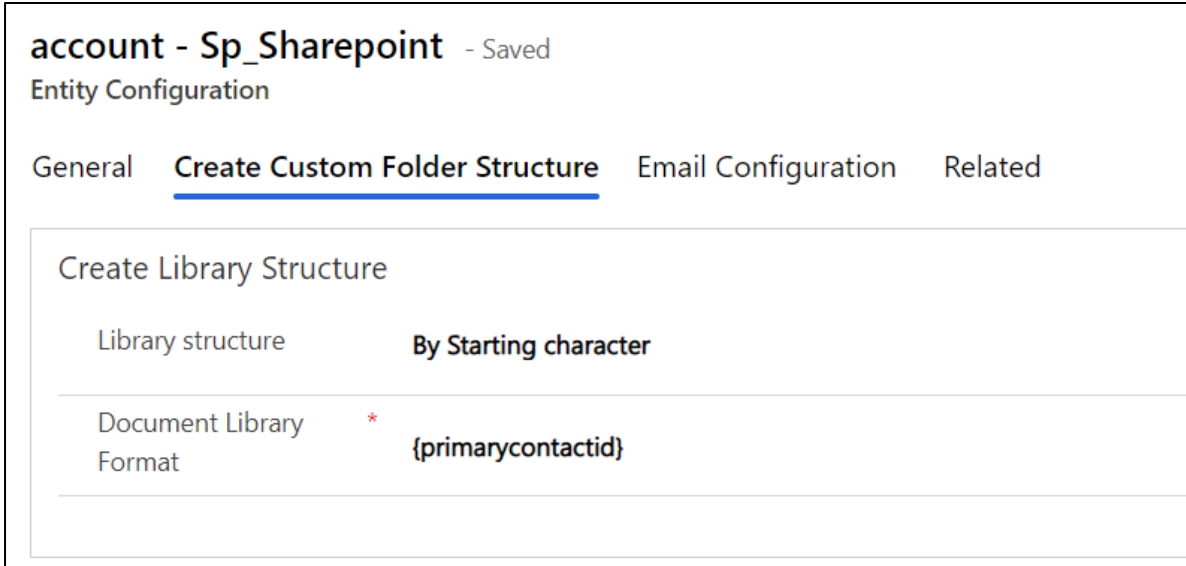 account - Sp_Sharepoint - Saved
Entity Configuration
General Create Custom Folder Structure Email Configuration Related
Create Library Structure
Library structure By Starting character
Document Library * {primarycontactid}
Format